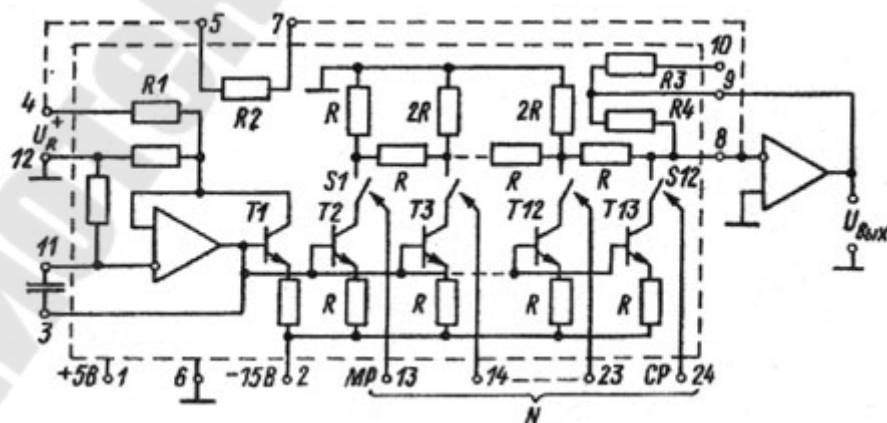 5 7
10
9
4 + R1 R2 R 2R 2R R3 R4
U_R
12 8
S1 R R R S12
T1 T2 T3 T12 T13
11 U_вых
R R R R
3
+5В 1 6 -15В 2 МР 13 14 23 СР 24
N